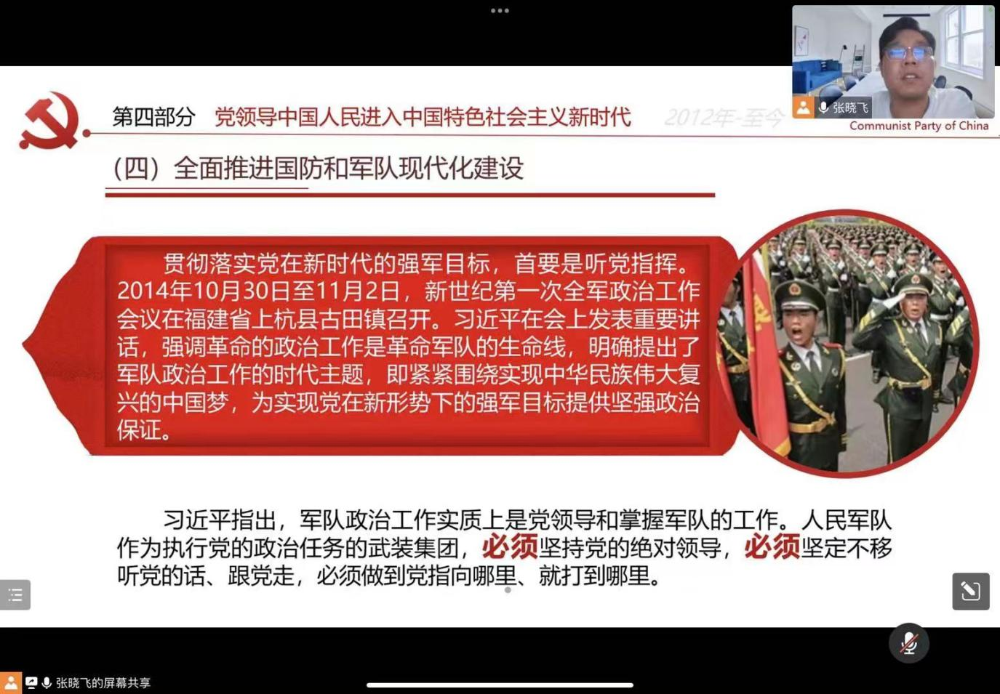 张晓飞
Communist Party of China
第四部分 党领导中国人民进入中国特色社会主义新时代 2012年-至今
（四）全面推进国防和军队现代化建设
贯彻落实党在新时代的强军目标，首要是听党指挥。
2014年10月30日至11月2日，新世纪第一次全军政治工作
会议在福建省上杭县古田镇召开。习近平在会上发表重要讲
话，强调革命的政治工作是革命军队的生命线，明确提出了
军队政治工作的时代主题，即紧紧围绕实现中华民族伟大复
兴的中国梦，为实现党在新形势下的强军目标提供坚强政治
保证。
习近平指出，军队政治工作实质上是党领导和掌握军队的工作。人民军队
作为执行党的政治任务的武装集团，必须坚持党的绝对领导，必须坚定不移
听党的话、跟党走，必须做到党指向哪里、就打到哪里。
张晓飞的屏幕共享